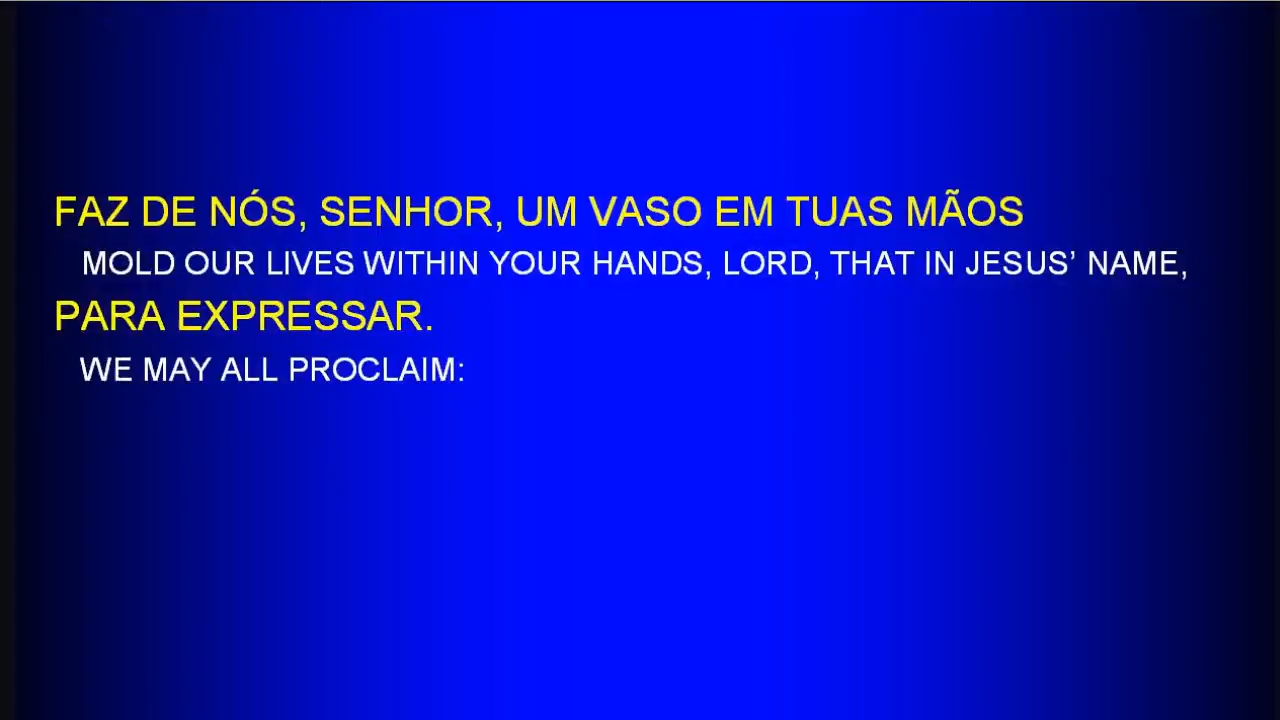 FAZ DE NÓS, SENHOR, UM VASO EM TUAS MÃOS
MOLD OUR LIVES WITHIN YOUR HANDS, LORD, THAT IN JESUS’ NAME,
PARA EXPRESSAR.
WE MAY ALL PROCLAIM: